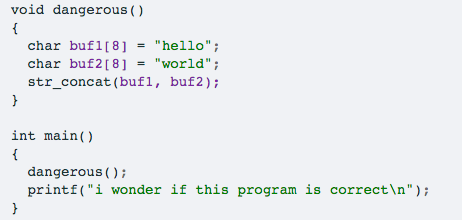 void dangerous()
{
  char buf1[8] = "hello";
  char buf2[8] = "world";
  str_concat(buf1, buf2);
}

int main()
{
  dangerous();
  printf("i wonder if this program is correct\n");
}